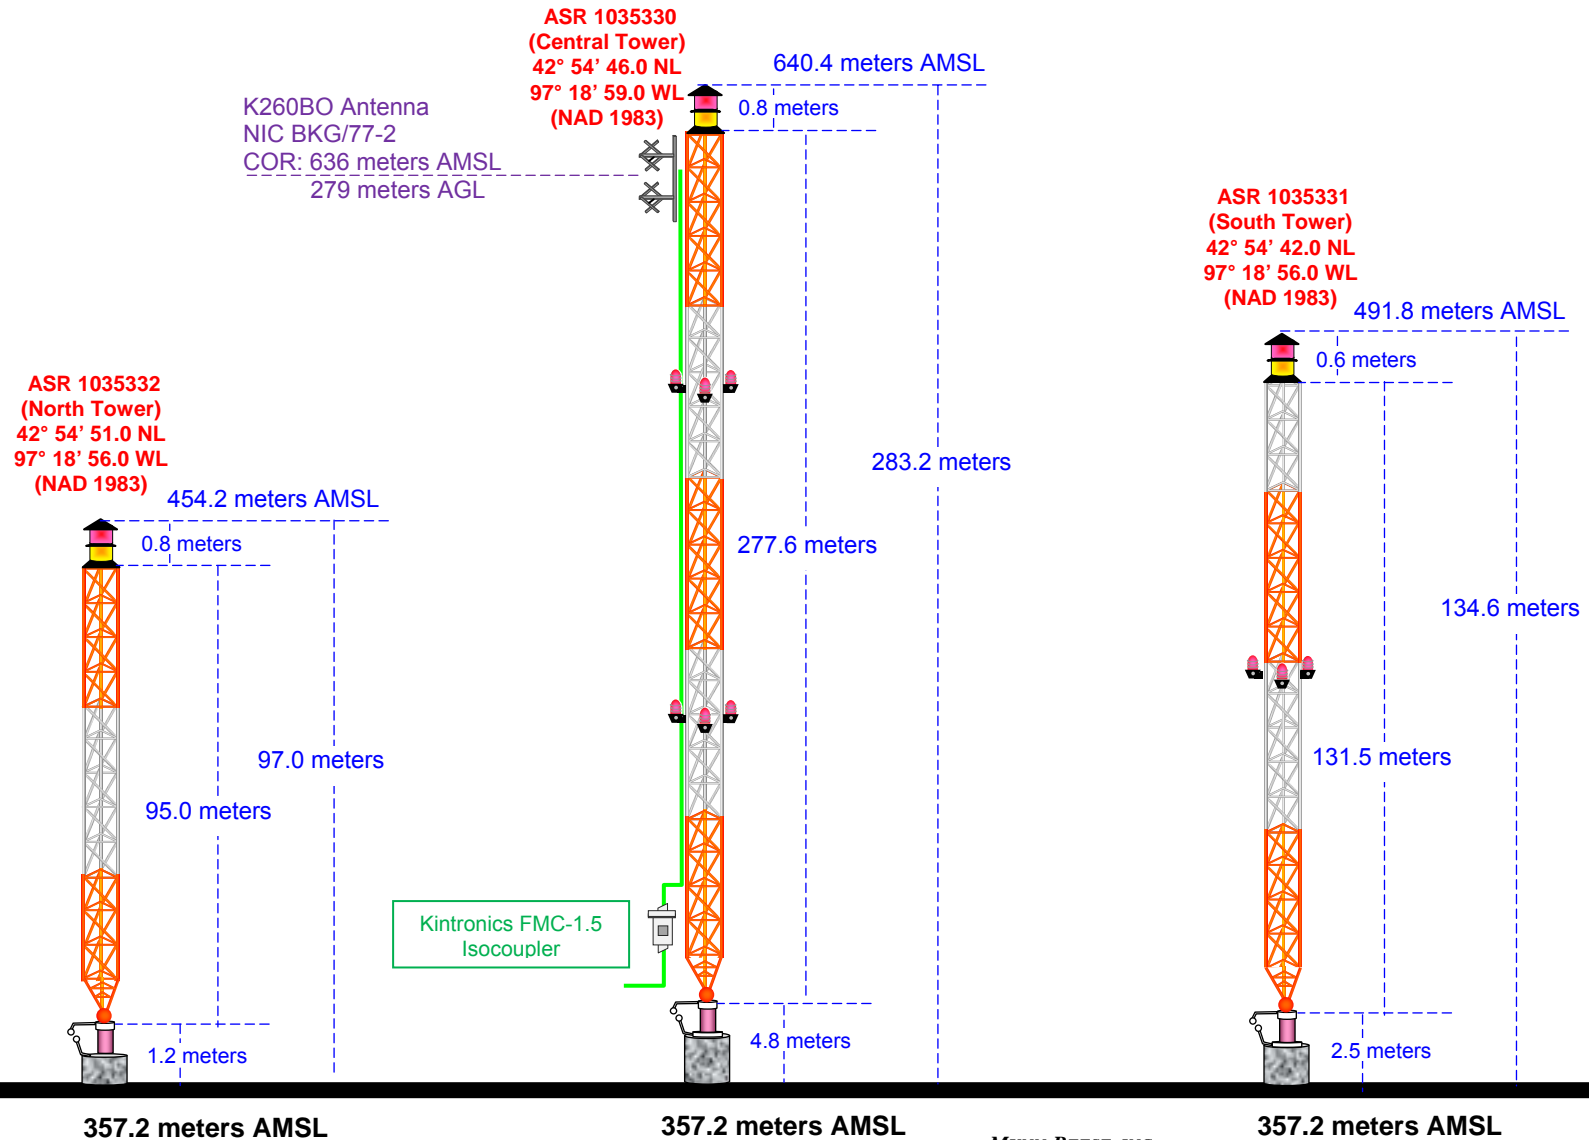 ASR 1035330
(Central Tower)
42° 54’ 46.0 NL
97° 18’ 59.0 WL
(NAD 1983)
640.4 meters AMSL
0.8 meters
K260BO Antenna
NIC BKG/77-2
COR: 636 meters AMSL
279 meters AGL
ASR 1035331
(South Tower)
42° 54’ 42.0 NL
97° 18’ 56.0 WL
(NAD 1983)
491.8 meters AMSL
0.6 meters
ASR 1035332
(North Tower)
42° 54’ 51.0 NL
97° 18’ 56.0 WL
(NAD 1983)
454.2 meters AMSL
0.8 meters
283.2 meters
277.6 meters
134.6 meters
97.0 meters
95.0 meters
131.5 meters
Kintronics FMC-1.5
Isocoupler
1.2 meters
4.8 meters
2.5 meters
357.2 meters AMSL
357.2 meters AMSL
357.2 meters AMSL